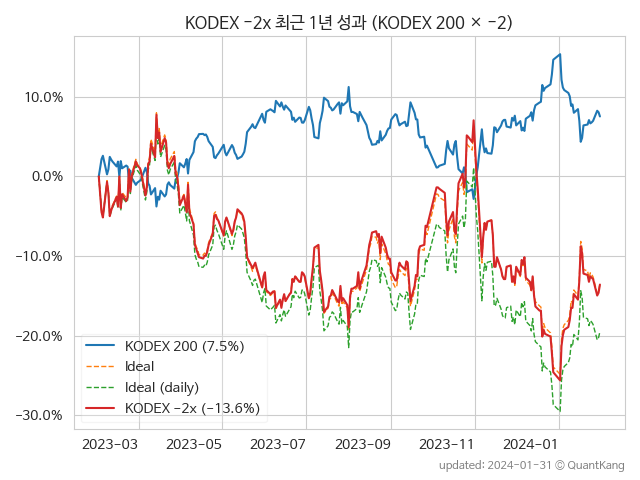 KODEX −2x 최근 1년 성과 (KODEX 200 × −2)
10.0%
0.0%
−10.0%
−20.0%
−30.0%
KODEX 200 (7.5%)
Ideal
Ideal (daily)
KODEX −2x (−13.6%)
2023-03 2023-05 2023-07 2023-09 2023-11 2024-01
updated: 2024-01-31 © QuantKang